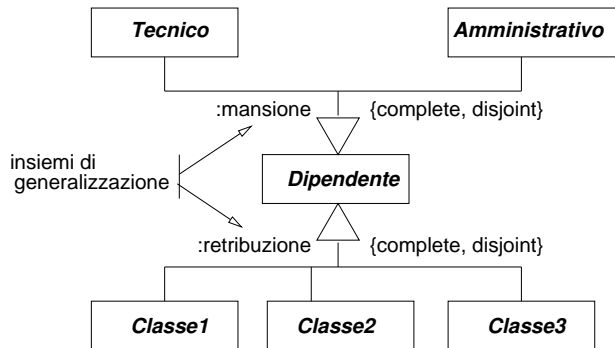 Tecnico
Amministrativo
:mansione
{complete, disjoint}
insiemi di
generalizzazione
Dipendente
:retribuzione
{complete, disjoint}
Classe1
Classe2
Classe3